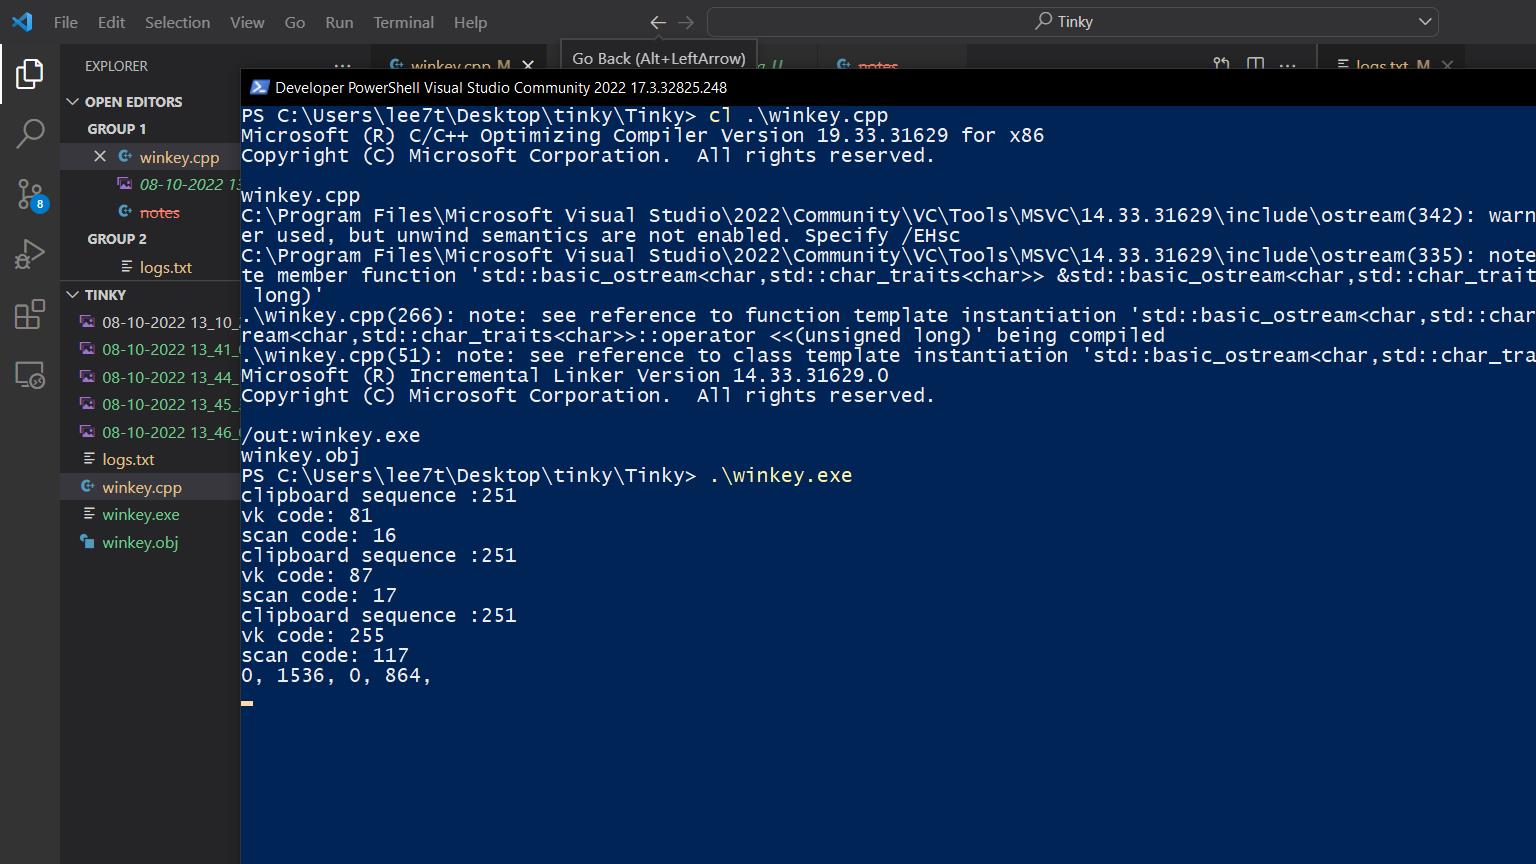 File Edit Selection View Go Run Terminal Help
Tinky
Go Back (Alt+LeftArrow)
EXPLORER
winkey.cpp M
notes
logs.txt M
OPEN EDITORS
GROUP 1
winkey.cpp
08-10-2022 13
notes
GROUP 2
logs.txt
8
TINKY
08-10-2022 13_10_
08-10-2022 13_41_
08-10-2022 13_44_
08-10-2022 13_45_
08-10-2022 13_46_
logs.txt
winkey.cpp
winkey.exe
winkey.obj
Developer PowerShell Visual Studio Community 2022 17.3.32825.248
PS C:\Users\lee7t\Desktop\tinky\Tinky> cl .\winkey.cpp
Microsoft (R) C/C++ Optimizing Compiler Version 19.33.31629 for x86
Copyright (C) Microsoft Corporation.  All rights reserved.
winkey.cpp
C:\Program Files\Microsoft Visual Studio\2022\Community\VC\Tools\MSVC\14.33.31629\include\ostream(342): warn
er used, but unwind semantics are not enabled. Specify /EHsc
C:\Program Files\Microsoft Visual Studio\2022\Community\VC\Tools\MSVC\14.33.31629\include\ostream(335): note
te member function 'std::basic_ostream<char,std::char_traits<char>> &std::basic_ostream<char,std::char_trait
long)'
.\winkey.cpp(266): note: see reference to function template instantiation 'std::basic_ostream<char,std::char
ream<char,std::char_traits<char>>::operator <<(unsigned long)' being compiled
.\winkey.cpp(51): note: see reference to class template instantiation 'std::basic_ostream<char,std::char_tra
Microsoft (R) Incremental Linker Version 14.33.31629.0
Copyright (C) Microsoft Corporation.  All rights reserved.
/out:winkey.exe
winkey.obj
PS C:\Users\lee7t\Desktop\tinky\Tinky> .\winkey.exe
clipboard sequence :251
vk code: 81
scan code: 16
clipboard sequence :251
vk code: 87
scan code: 17
clipboard sequence :251
vk code: 255
scan code: 117
0, 1536, 0, 864,